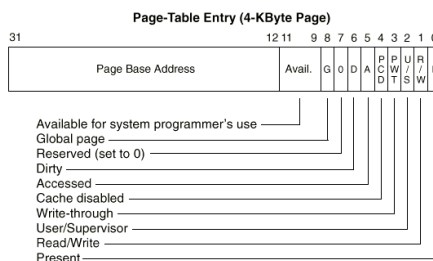 Page-Table Entry (4-KByte Page)
31 12 11 9 8 7 6 5 4 3 2 1 0
Page Base Address Avail. G 0 D A PCD PWT U/S R/W
Available for system programmer's use
Global page
Reserved (set to 0)
Dirty
Accessed
Cache disabled
Write-through
User/Supervisor
Read/Write
Present